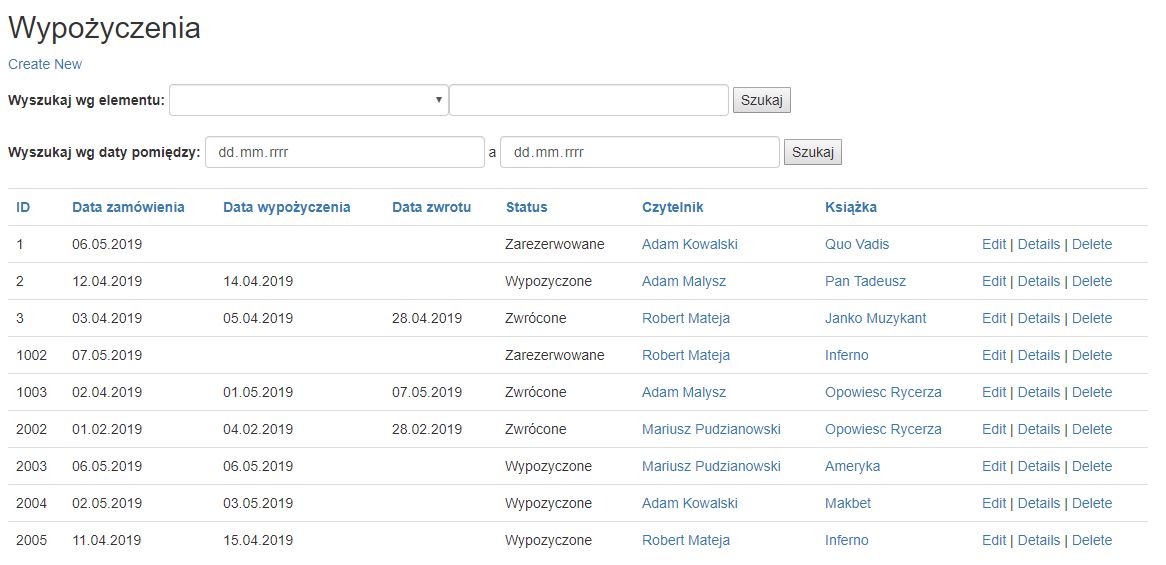 Wypożyczenia
Create New
Wyszukaj wg elementu: Szukaj
Wyszukaj wg daty pomiędzy: dd.mm.rrrr a dd.mm.rrrr Szukaj
ID Data zamówienia Data wypożyczenia Data zwrotu Status Czytelnik Książka
1 06.05.2019 Zarezerwowane Adam Kowalski Quo Vadis Edit | Details | Delete
2 12.04.2019 14.04.2019 Wypozyczone Adam Malysz Pan Tadeusz Edit | Details | Delete
3 03.04.2019 05.04.2019 28.04.2019 Zwrócone Robert Mateja Janko Muzykant Edit | Details | Delete
1002 07.05.2019 Zarezerwowane Robert Mateja Inferno Edit | Details | Delete
1003 02.04.2019 01.05.2019 07.05.2019 Zwrócone Adam Malysz Opowiesc Rycerza Edit | Details | Delete
2002 01.02.2019 04.02.2019 28.02.2019 Zwrócone Mariusz Pudzianowski Opowiesc Rycerza Edit | Details | Delete
2003 06.05.2019 06.05.2019 Wypozyczone Mariusz Pudzianowski Ameryka Edit | Details | Delete
2004 02.05.2019 03.05.2019 Wypozyczone Adam Kowalski Makbet Edit | Details | Delete
2005 11.04.2019 15.04.2019 Wypozyczone Robert Mateja Inferno Edit | Details | Delete